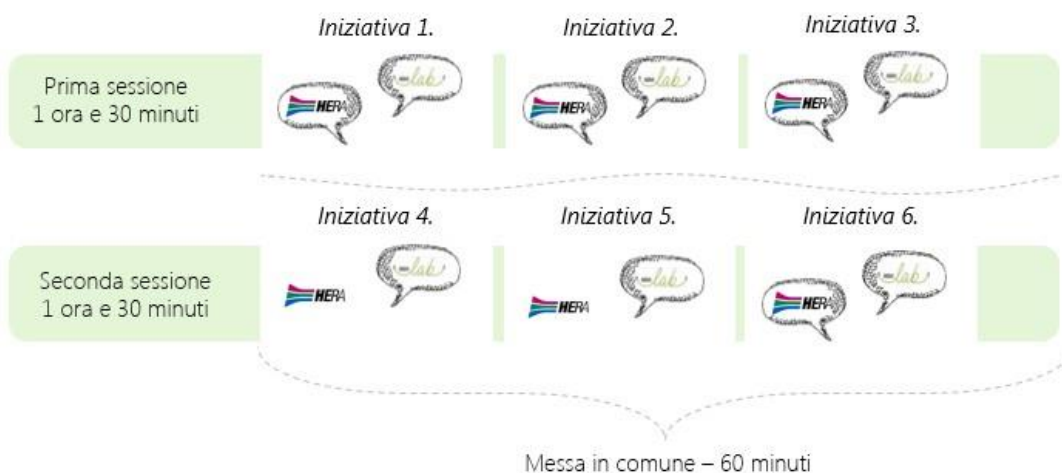 Iniziativa 1. Iniziativa 2. Iniziativa 3.
Prima sessione
1 ora e 30 minuti
HERA lab HERA lab HERA lab
Iniziativa 4. Iniziativa 5. Iniziativa 6.
Seconda sessione
1 ora e 30 minuti
HERA lab HERA lab HERA lab
Messa in comune – 60 minuti